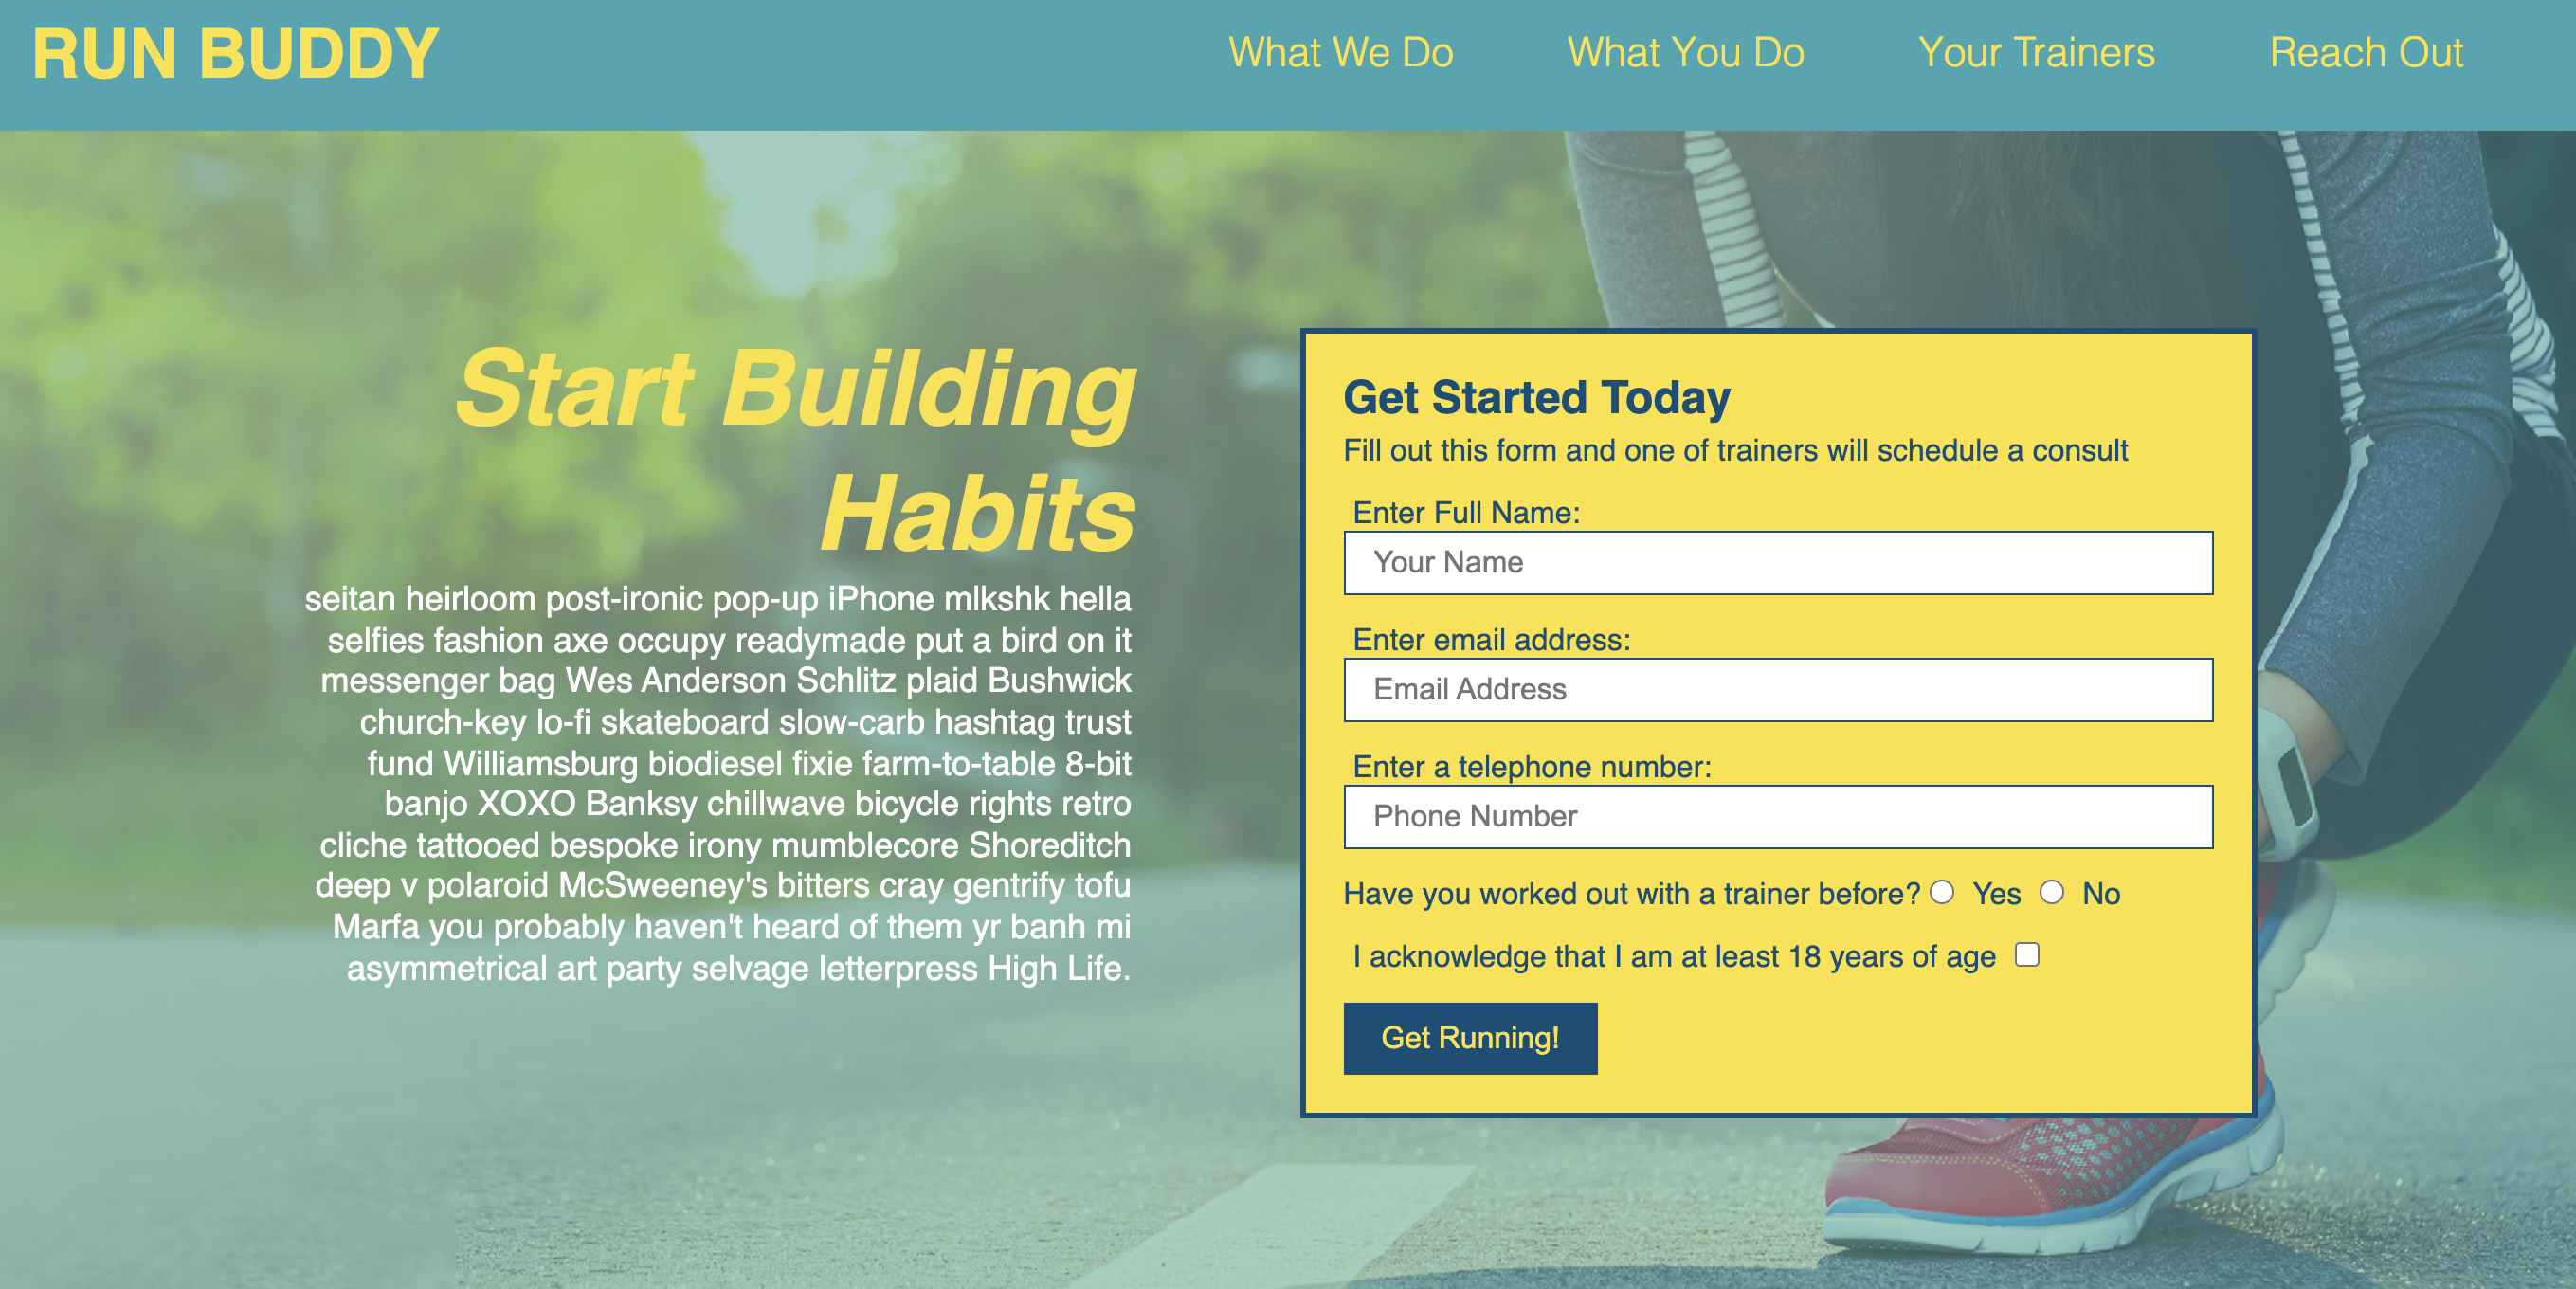 RUN BUDDY
What We Do What You Do Your Trainers Reach Out
Start Building
Habits
seitan heirloom post-ironic pop-up iPhone mlkshk hella
selfies fashion axe occupy readymade put a bird on it
messenger bag Wes Anderson Schlitz plaid Bushwick
church-key lo-fi skateboard slow-carb hashtag trust
fund Williamsburg biodiesel fixie farm-to-table 8-bit
banjo XOXO Banksy chillwave bicycle rights retro
cliche tattooed bespoke irony mumblecore Shoreditch
deep v polaroid McSweeney's bitters cray gentrify tofu
Marfa you probably haven't heard of them yr banh mi
asymmetrical art party selvage letterpress High Life.
Get Started Today
Fill out this form and one of trainers will schedule a consult
Enter Full Name:
Your Name
Enter email address:
Email Address
Enter a telephone number:
Phone Number
Have you worked out with a trainer before? Yes No
I acknowledge that I am at least 18 years of age
Get Running!